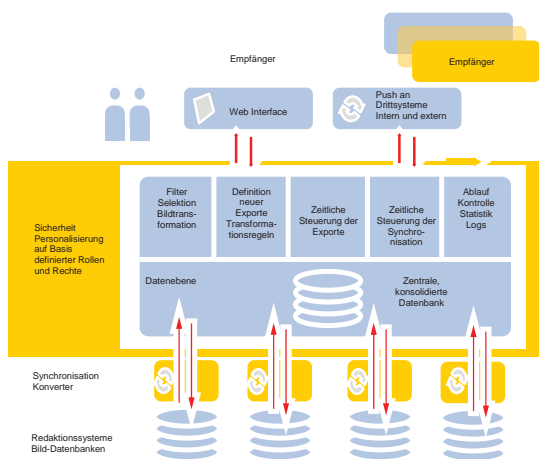 Empfänger
Empfänger
Web Interface
Push an
Drittsysteme
Intern und extern
Sicherheit
Personalisierung
auf Basis
definierter Rollen
und Rechte
Filter
Selektion
Bildtrans-
formation
Definition
neuer
Exporte
Transforma-
tionsregeln
Zeitliche
Steuerung der
Exporte
Zeitliche
Steuerung der
Synchro-
nisation
Ablauf
Kontrolle
Statistik
Logs
Datenebene
Zentrale,
konsolidierte
Datenbank
Synchronisation
Konverter
Redaktionssysteme
Bild-Datenbanken